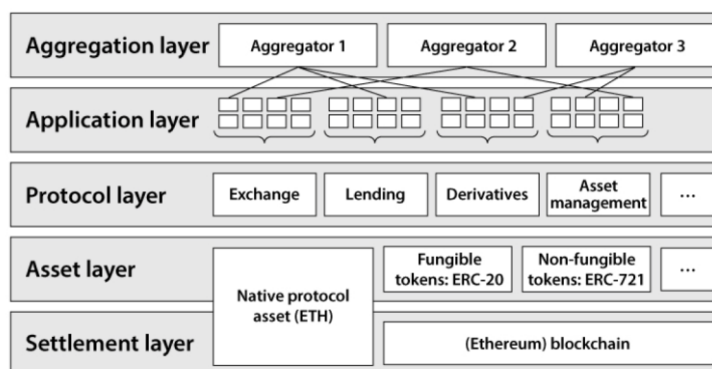 Aggregation layer
Aggregator 1
Aggregator 2
Aggregator 3
Application layer
Protocol layer
Exchange
Lending
Derivatives
Asset
management
...
Asset layer
Native protocol
asset (ETH)
Fungible
tokens: ERC-20
Non-fungible
tokens: ERC-721
...
Settlement layer
(Ethereum) blockchain